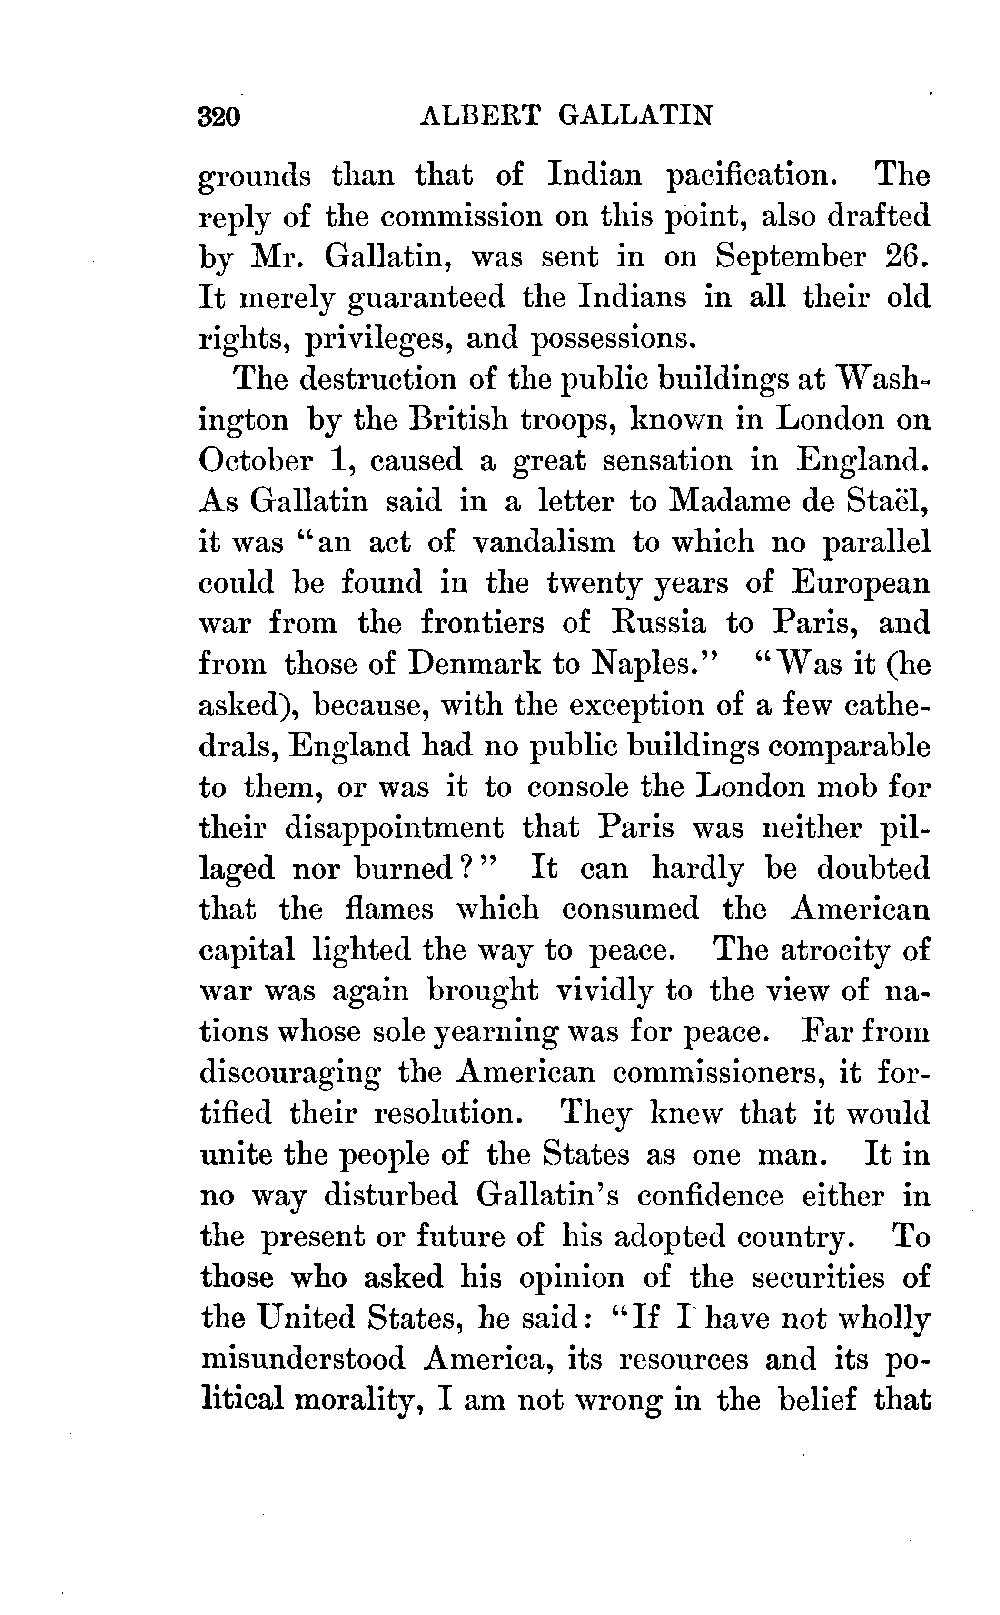 320 ALBERT GALLATIN
grounds than that of Indian pacification. The
reply of the commission on this point, also drafted
by Mr. Gallatin, was sent in on September 26.
It merely guaranteed the Indians in all their old
rights, privileges, and possessions.
The destruction of the public buildings at Wash-
ington by the British troops, known in London on
October 1, caused a great sensation in England.
As Gallatin said in a letter to Madame de Staël,
it was "an act of vandalism to which no parallel
could be found in the twenty years of European
war from the frontiers of Russia to Paris, and
from those of Denmark to Naples." "Was it (he
asked), because, with the exception of a few cathe-
drals, England had no public buildings comparable
to them, or was it to console the London mob for
their disappointment that Paris was neither pil-
laged nor burned?" It can hardly be doubted
that the flames which consumed the American
capital lighted the way to peace. The atrocity of
war was again brought vividly to the view of na-
tions whose sole yearning was for peace. Far from
discouraging the American commissioners, it for-
tified their resolution. They knew that it would
unite the people of the States as one man. It in
no way disturbed Gallatin's confidence either in
the present or future of his adopted country. To
those who asked his opinion of the securities of
the United States, he said: "If I have not wholly
misunderstood America, its resources and its po-
litical morality, I am not wrong in the belief that